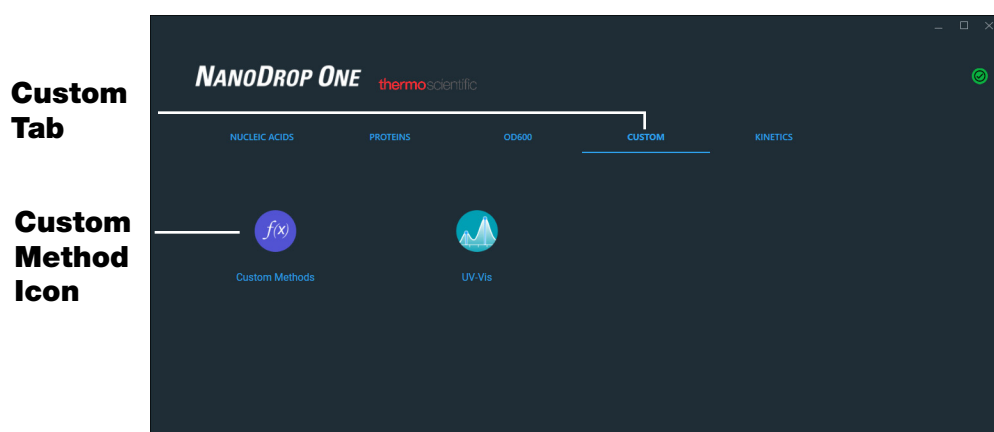 Custom
Tab
NANODROP ONE thermoscientific
NUCLEIC ACIDS PROTEINS OD600 CUSTOM KINETICS
Custom
Method
Icon
f(x)
Custom Methods UV-Vis